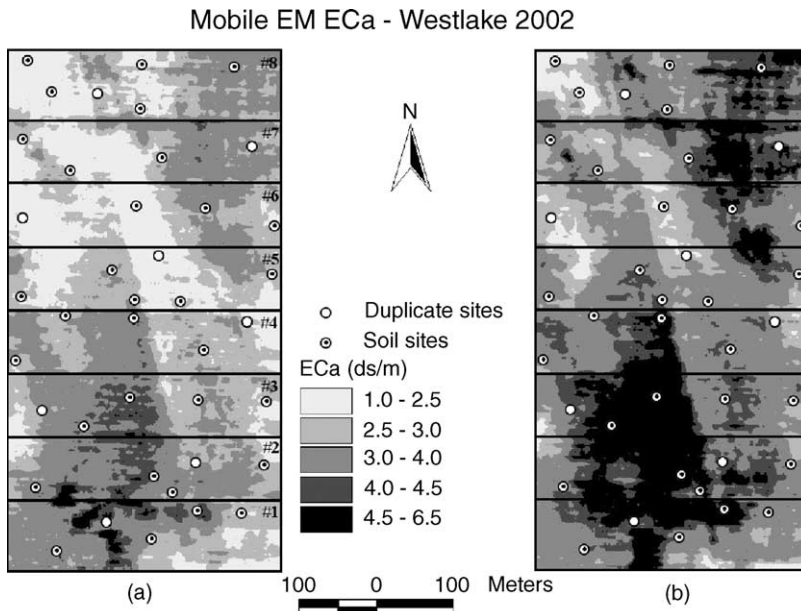 Mobile EM ECa - Westlake 2002
#8
#7
#6
#5
#4
#3
#2
#1
N
Duplicate sites
Soil sites
ECa (ds/m)
1.0 - 2.5
2.5 - 3.0
3.0 - 4.0
4.0 - 4.5
4.5 - 6.5
(a)
100 0 100 Meters
(b)